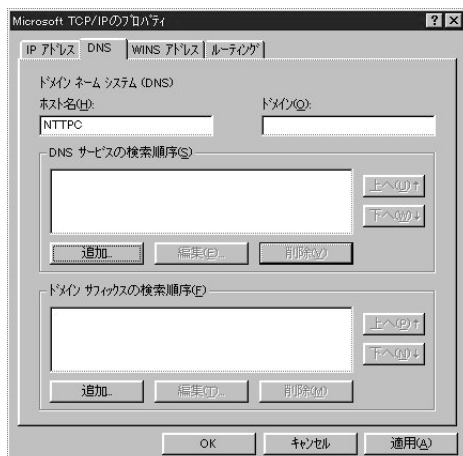 Microsoft TCP/IPのプロパティ
IP アドレス DNS WINS アドレス ルーティング
ドメイン ネーム システム (DNS)
ホスト名(H): ドメイン(O):
NTTPC
DNS サービスの検索順序(S)
上へ(U)↑
下へ(W)↓
追加... 編集(E)... 削除(V)
ドメイン サフィックスの検索順序(F)
上へ(P)↑
下へ(N)↓
追加... 編集(T)... 削除(M)
OK キャンセル 適用(A)